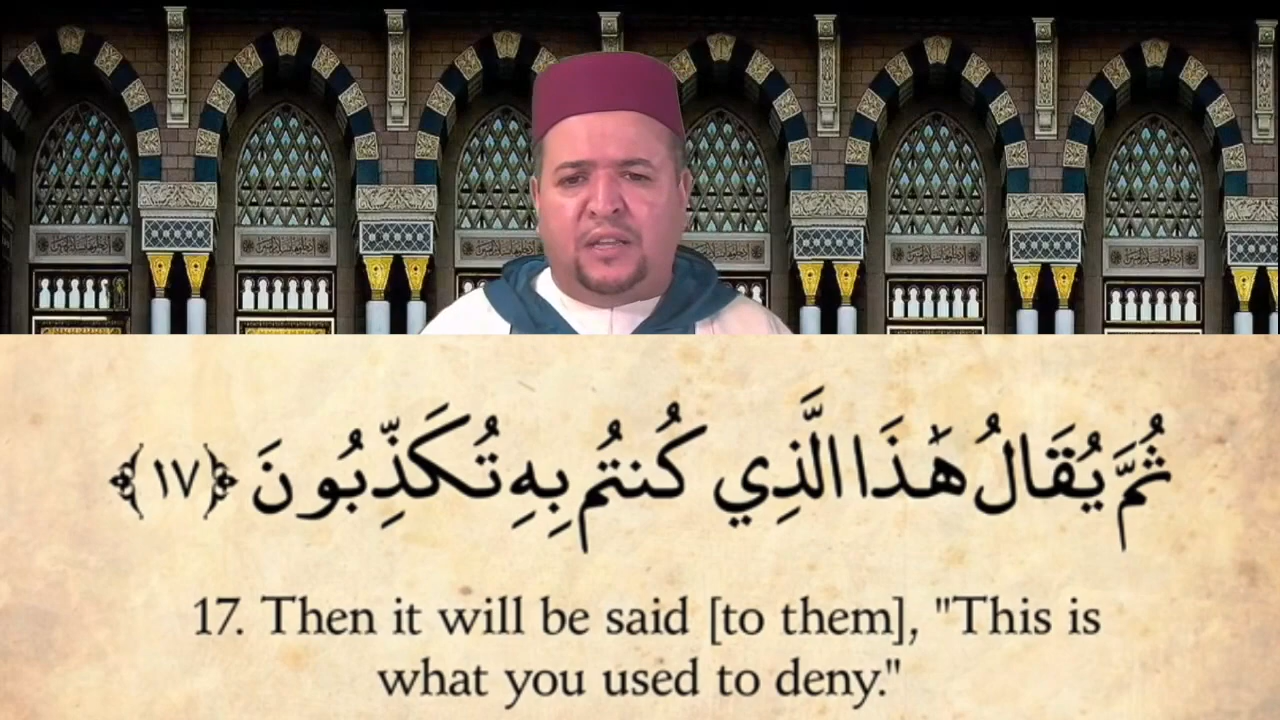 ثُمَّ يُقَالُ هَٰذَا الَّذِي كُنتُم بِهِ تُكَذِّبُونَ ﴿١٧﴾
17. Then it will be said [to them], "This is
what you used to deny."